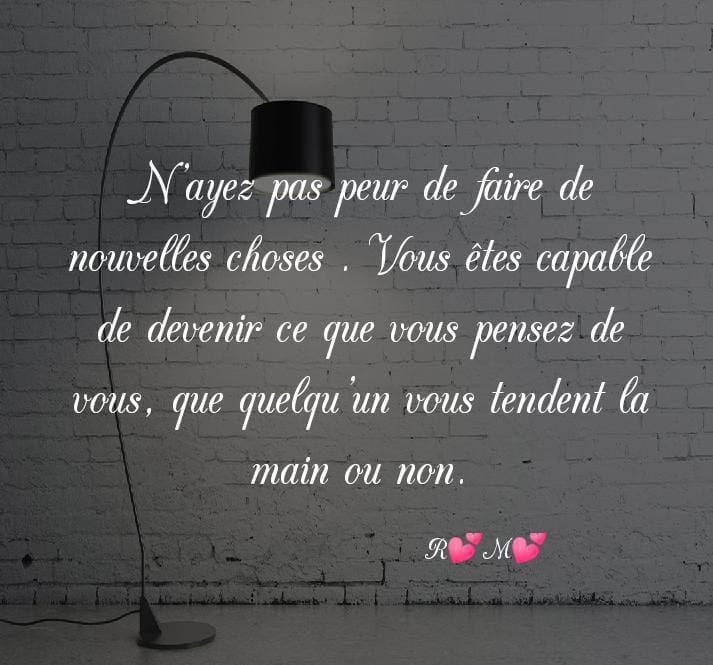 N'ayez pas peur de faire de
nouvelles choses . Vous êtes capable
de devenir ce que vous pensez de
vous, que quelqu'un vous tendent la
main ou non.
R💕M💕